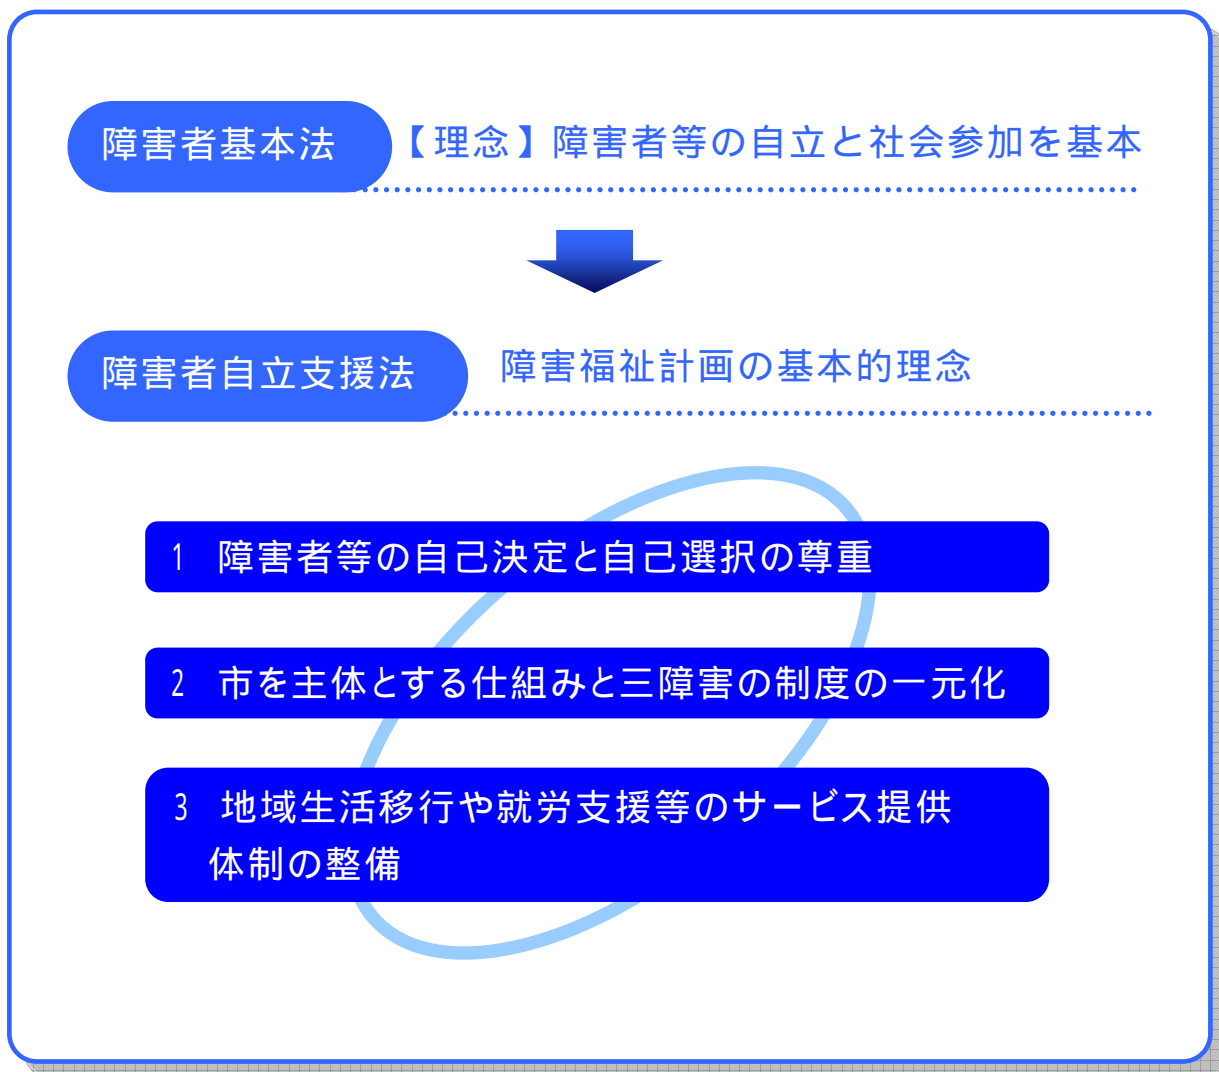 障害者基本法 【理念】障害者等の自立と社会参加を基本
障害者自立支援法 障害福祉計画の基本的理念
1 障害者等の自己決定と自己選択の尊重
2 市を主体とする仕組みと三障害の制度の一元化
3 地域生活移行や就労支援等のサービス提供
体制の整備